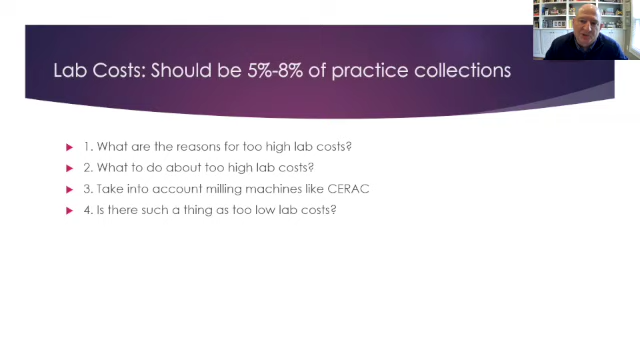 Lab Costs: Should be 5%-8% of practice collections
1. What are the reasons for too high lab costs?
2. What to do about too high lab costs?
3. Take into account milling machines like CERAC
4. Is there such a thing as too low lab costs?